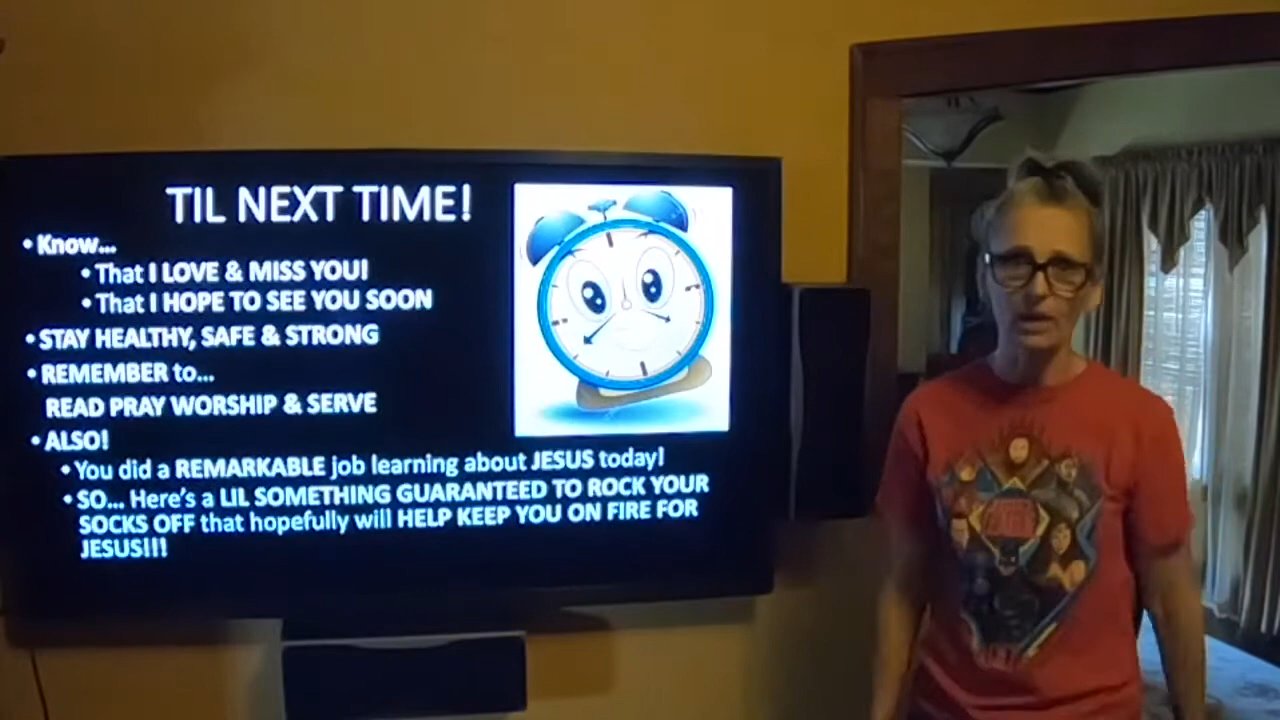 TIL NEXT TIME!
• Know...
• That I LOVE & MISS YOU!
• That I HOPE TO SEE YOU SOON
• STAY HEALTHY, SAFE & STRONG
• REMEMBER to...
READ PRAY WORSHIP & SERVE
• ALSO!
• You did a REMARKABLE job learning about JESUS today!
• SO... Here's a LIL SOMETHING GUARANTEED TO ROCK YOUR
SOCKS OFF that hopefully will HELP KEEP YOU ON FIRE FOR
JESUS!!!